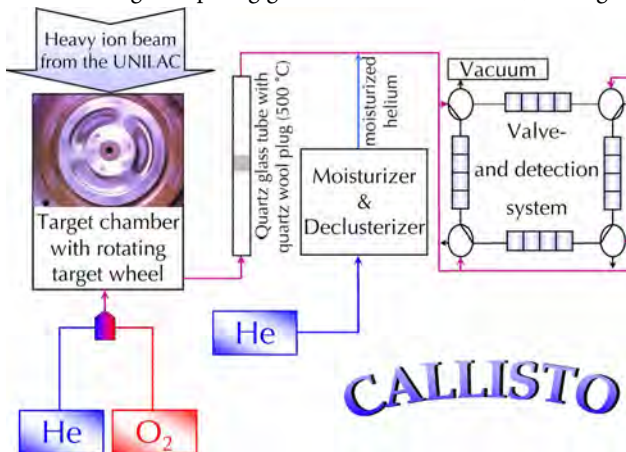 Heavy ion beam
from the UNILAC
Target chamber
with rotating
target wheel
He
O2
Quartz glass tube with
quartz wool plug (500 °C)
moisturized
helium
Moisturizer
&
Declusterizer
He
Vacuum
Valve-
and detection
system
CALLISTO